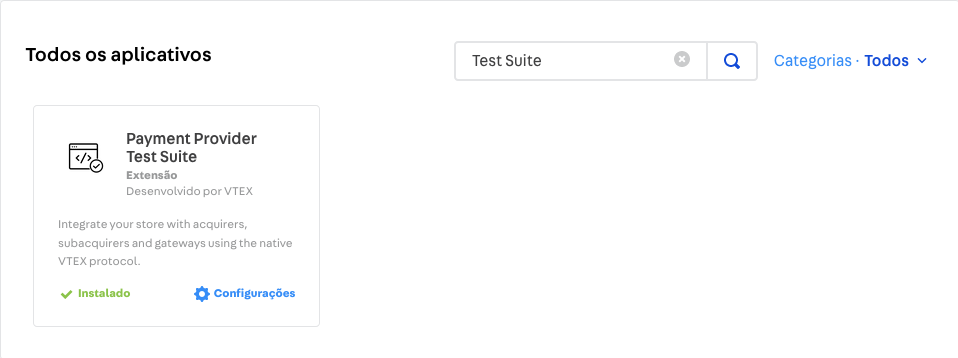 Todos os aplicativos
Test Suite
Categorias · Todos
Payment Provider
Test Suite
Extensão
Desenvolvido por VTEX
Integrate your store with acquirers,
subacquirers and gateways using the native
VTEX protocol.
Instalado
Configurações